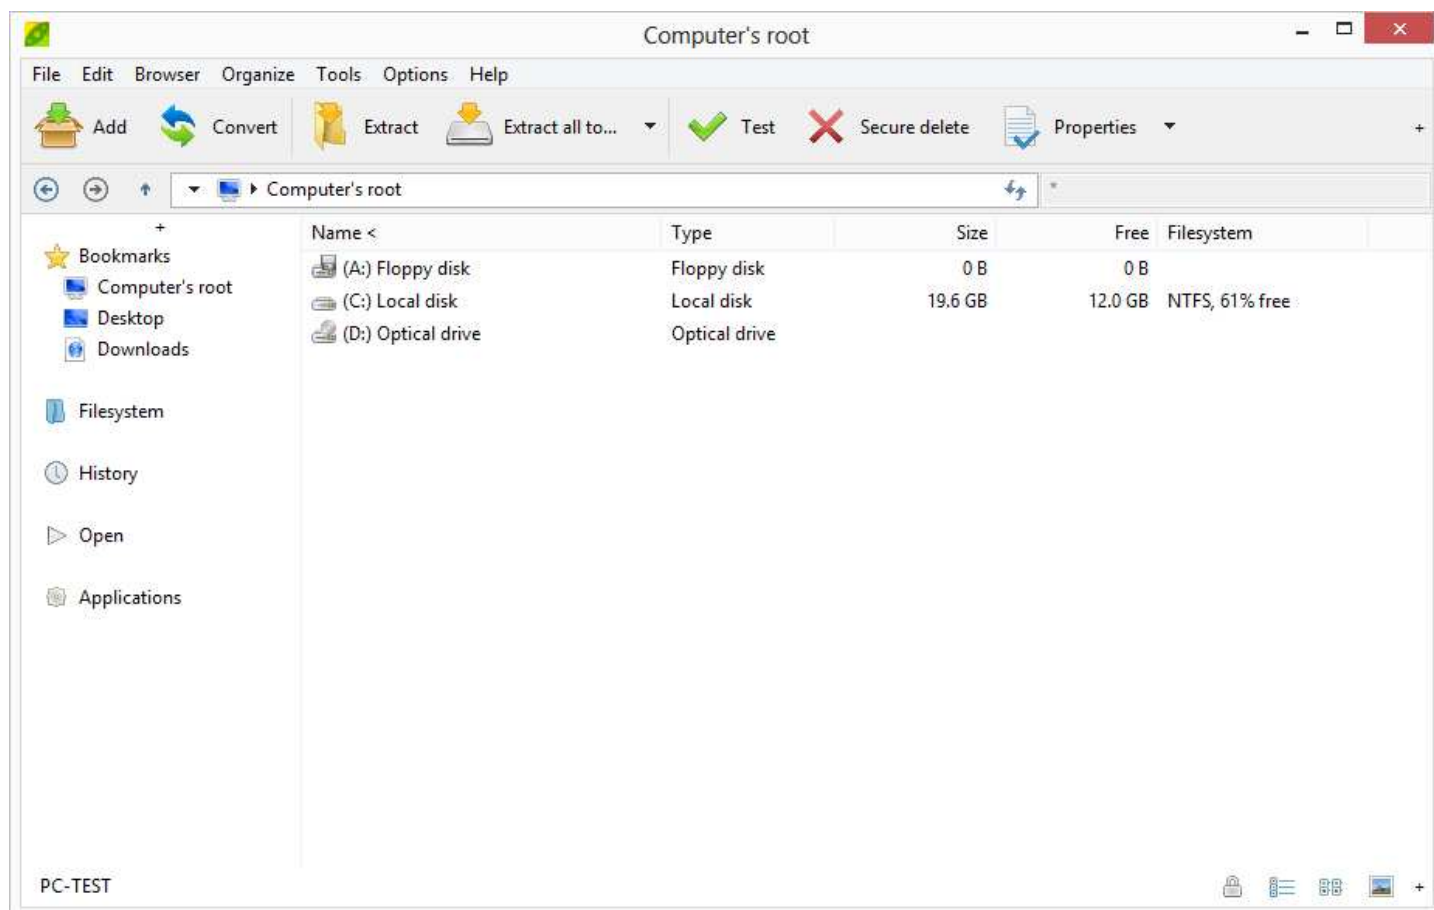 Computer's root
File Edit Browser Organize Tools Options Help
Add Convert Extract Extract all to... Test Secure delete Properties +
Computer's root *
+
Bookmarks
Computer's root
Desktop
Downloads
Filesystem
History
Open
Applications
Name < Type Size Free Filesystem
(A:) Floppy disk Floppy disk 0 B 0 B
(C:) Local disk Local disk 19.6 GB 12.0 GB NTFS, 61% free
(D:) Optical drive Optical drive
PC-TEST +